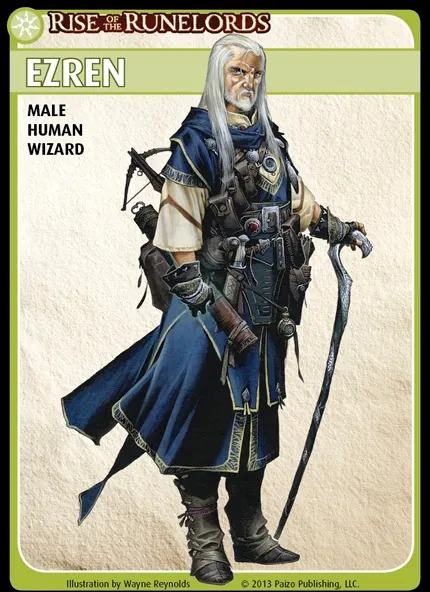 RISE OF THE RUNELORDS
EZREN
MALE
HUMAN
WIZARD
Illustration by Wayne Reynolds © 2013 Paizo Publishing, LLC.